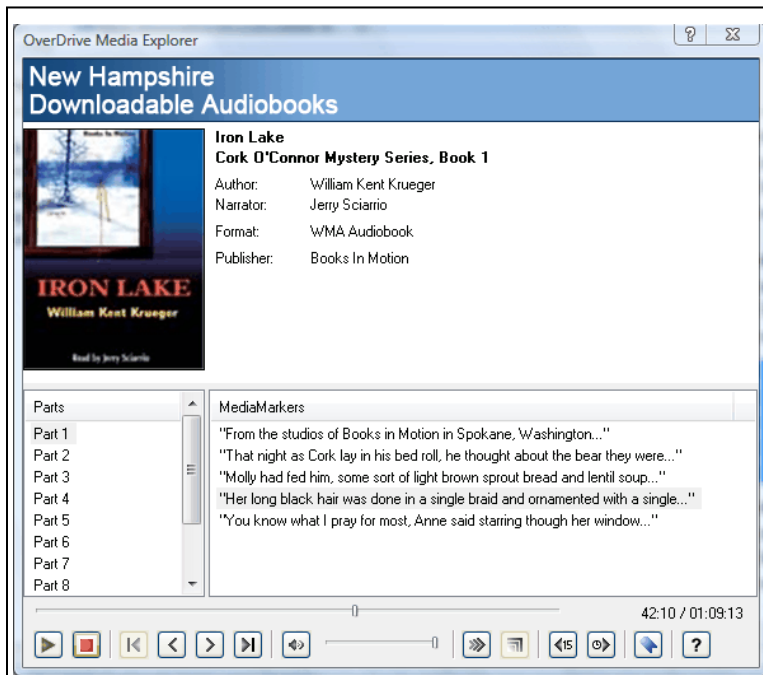 OverDrive Media Explorer
New Hampshire
Downloadable Audiobooks
Books In Motion
IRON LAKE
William Kent Krueger
Read by Jerry Sciarrio
Iron Lake
Cork O'Connor Mystery Series, Book 1
Author: William Kent Krueger
Narrator: Jerry Sciarrio
Format: WMA Audiobook
Publisher: Books In Motion
Parts
Part 1
Part 2
Part 3
Part 4
Part 5
Part 6
Part 7
Part 8
MediaMarkers
"From the studios of Books in Motion in Spokane, Washington..."
"That night as Cork lay in his bed roll, he thought about the bear they were..."
"Molly had fed him, some sort of light brown sprout bread and lentil soup..."
"Her long black hair was done in a single braid and ornamented with a single..."
"You know what I pray for most, Anne said starring though her window..."
42:10 / 01:09:13
15
?